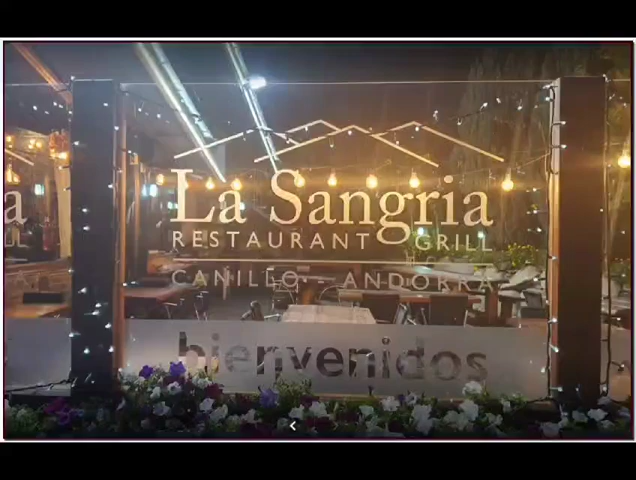 La Sangria
RESTAURANT GRILL
CANILLO - ANDORRA
bienvenidos